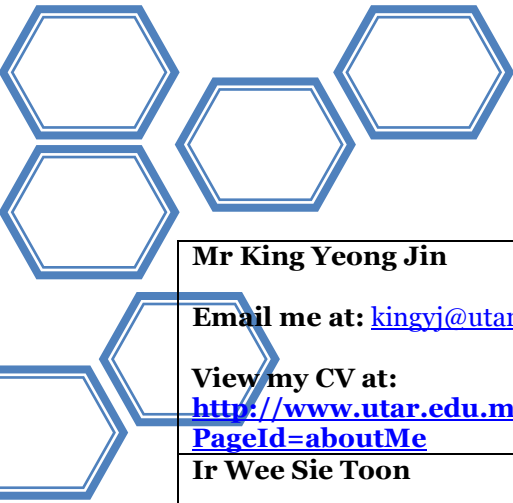 Mr King Yeong Jin
Email me at: kingyj@utar
View my CV at:
http://www.utar.edu.m
PageId=aboutMe
Ir Wee Sie Toon